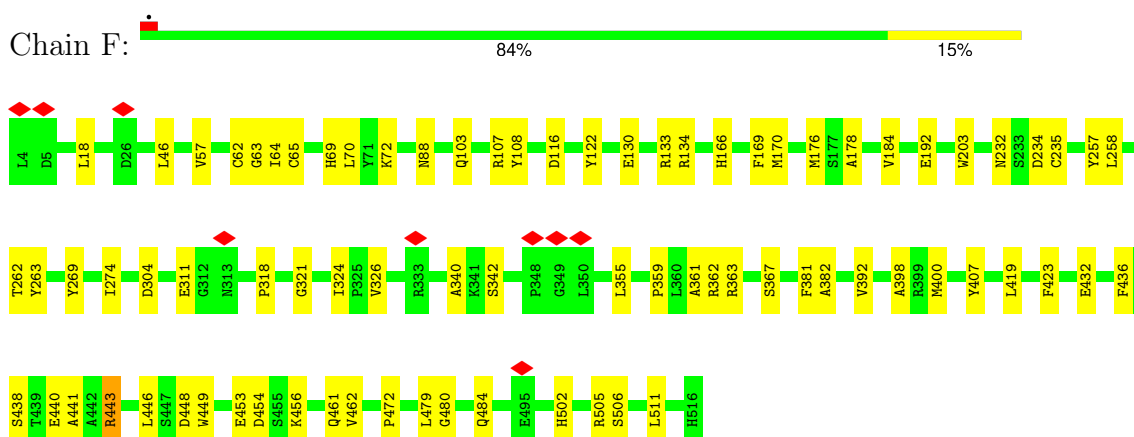 Chain F:
84% 15%
L4 D5 L18 D26 L46 V57 C62 G63 I64 C65 H69 L70 Y71 K72 N88 Q103 R107 Y108 D116 Y122 E130 R133 R134 H166 F169 M170 M176 S177 A178 V184 E192 W203 N232 S233 D234 C235 Y257 L258
T262 Y263 Y269 I274 D304 E311 G312 N313 P318 G321 I324 P325 V326 R333 A340 K341 S342 P348 G349 L350 L355 P359 L360 A361 R362 R363 S367 F381 A382 V392 A398 R399 M400 Y407 L419 F423 E432 F436
S438 T439 E440 A441 A442 R443 L446 S447 D448 W449 E453 D454 S455 K456 Q461 V462 P472 L479 G480 Q484 E495 H502 R505 S506 L511 H516